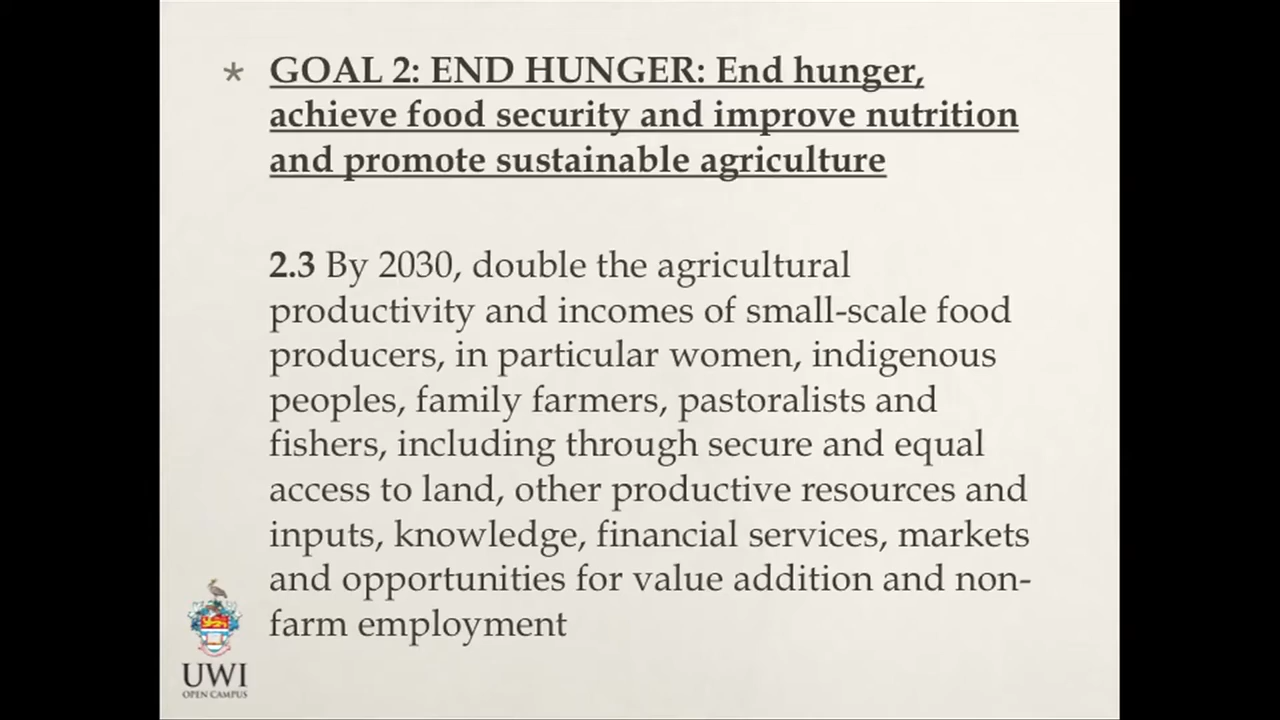 * GOAL 2: END HUNGER: End hunger,
achieve food security and improve nutrition
and promote sustainable agriculture
2.3 By 2030, double the agricultural
productivity and incomes of small-scale food
producers, in particular women, indigenous
peoples, family farmers, pastoralists and
fishers, including through secure and equal
access to land, other productive resources and
inputs, knowledge, financial services, markets
and opportunities for value addition and non-
farm employment
UWI
OPEN CAMPUS